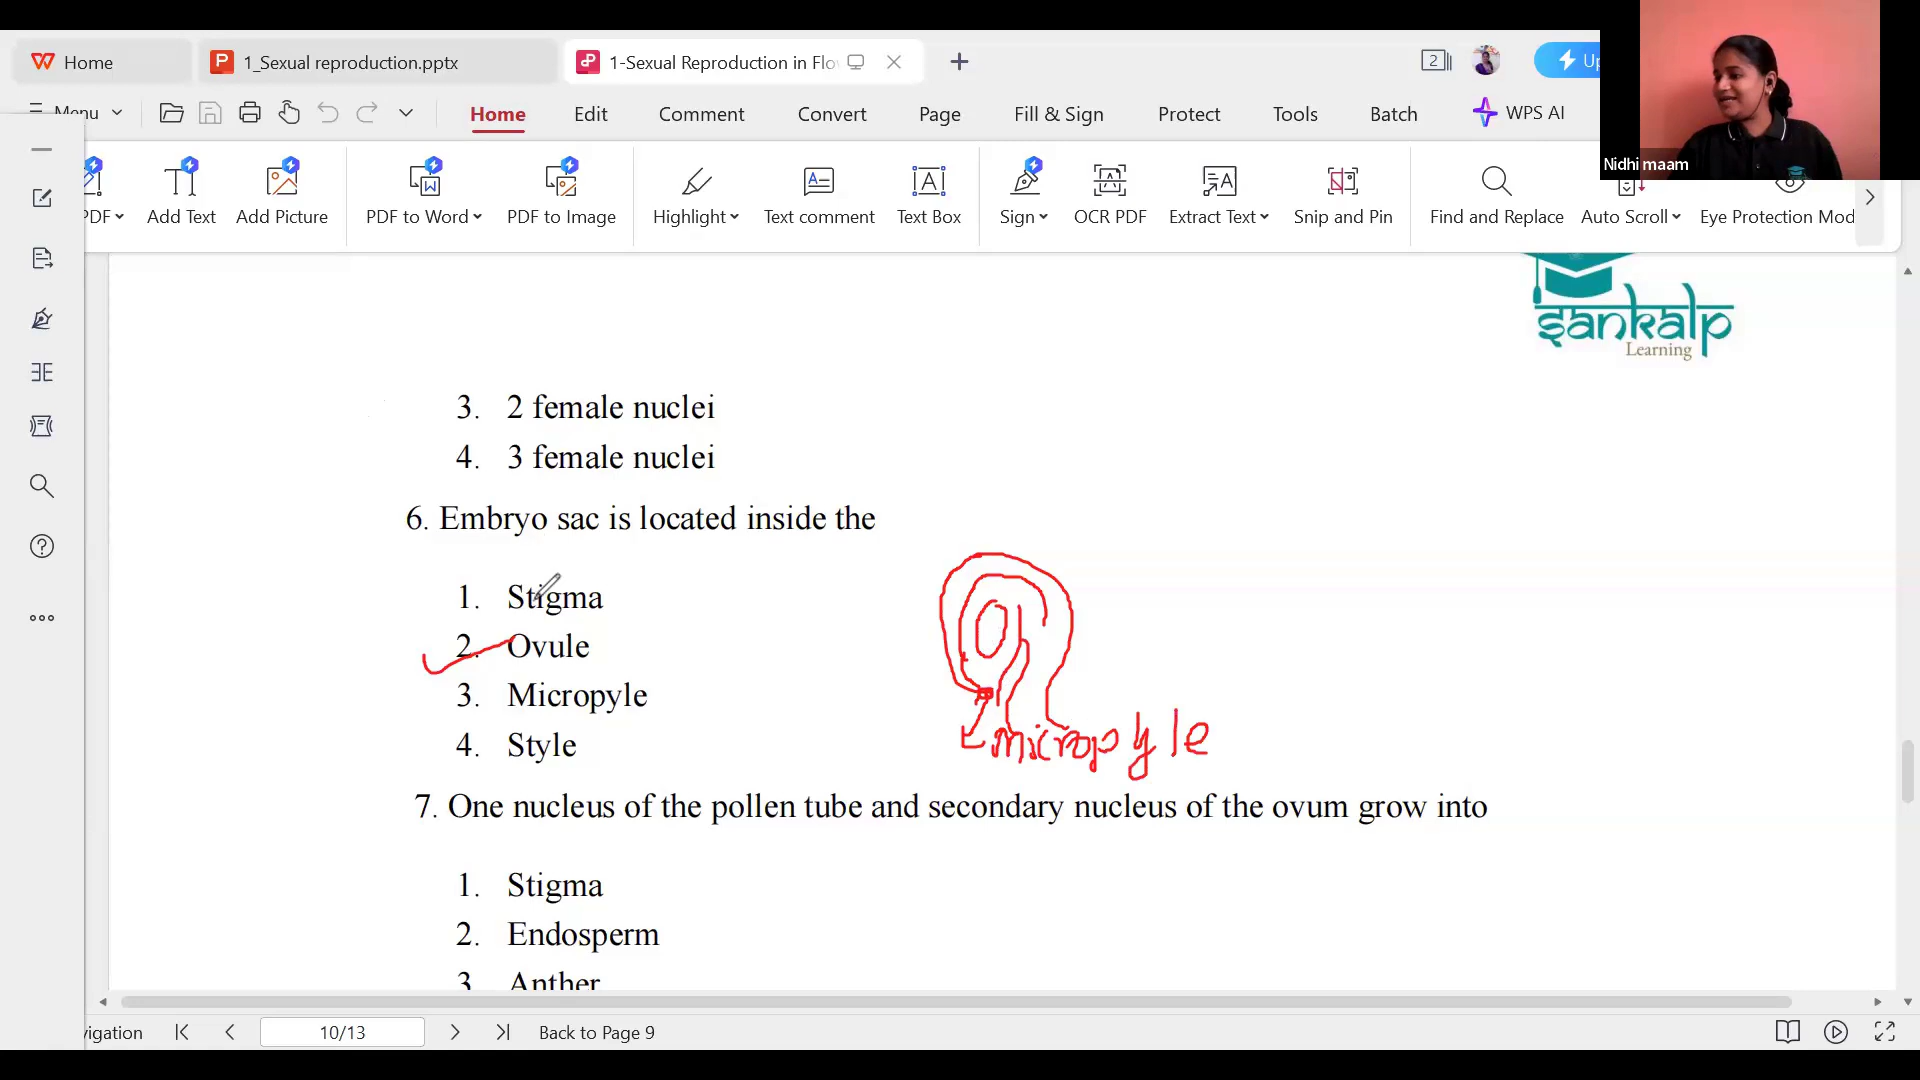 Home
1_Sexual reproduction.pptx
1-Sexual Reproduction in Flo
2
Menu
Home
Edit
Comment
Convert
Page
Fill & Sign
Protect
Tools
Batch
WPS AI
Nidhi maam
PDF
Add Text
Add Picture
PDF to Word
PDF to Image
Highlight
Text comment
Text Box
Sign
OCR PDF
Extract Text
Snip and Pin
Find and Replace
Auto Scroll
Eye Protection Mod
sankalp
Learning
3. 2 female nuclei
4. 3 female nuclei
6. Embryo sac is located inside the
1. Stigma
2. Ovule
3. Micropyle
4. Style
micropyle
7. One nucleus of the pollen tube and secondary nucleus of the ovum grow into
1. Stigma
2. Endosperm
3. Anther
vigation
10/13
Back to Page 9